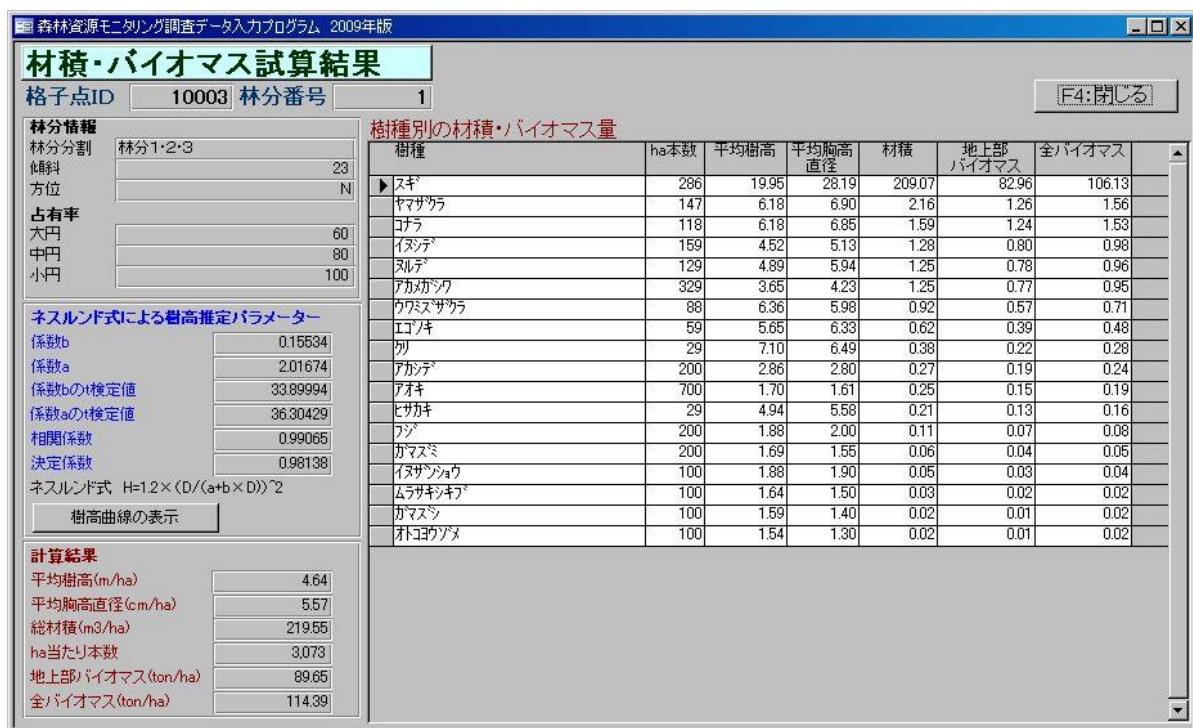 森林資源モニタリング調査データ入力プログラム 2009年版
材積・バイオマス試算結果
格子点ID 10003 林分番号 1
F4:閉じる
林分情報
林分分割 林分1・2・3
傾斜 23
方位 N
占有率
大円 60
中円 80
小円 100
ネスルンド式による樹高推定パラメーター
係数b 0.15534
係数a 2.01674
係数bのt検定値 33.89994
係数aのt検定値 36.30429
相関係数 0.99065
決定係数 0.98138
ネスルンド式 H=1.2×(D/(a+b×D))^2
樹高曲線の表示
計算結果
平均樹高(m/ha) 4.64
平均胸高直径(cm/ha) 5.57
総材積(m3/ha) 219.55
ha当たり本数 3,073
地上部バイオマス(ton/ha) 89.65
全バイオマス(ton/ha) 114.39
樹種別の材積・バイオマス量
樹種 ha本数 平均樹高 平均胸高直径 材積 地上部バイオマス 全バイオマス
スギ 286 19.95 28.19 209.07 82.96 106.13
ヤマザクラ 147 6.18 6.90 2.16 1.26 1.56
コナラ 118 6.18 6.85 1.59 1.24 1.53
イヌシデ 159 4.52 5.13 1.28 0.80 0.98
ヌルデ 129 4.89 5.94 1.25 0.78 0.96
アカメガシワ 329 3.65 4.23 1.25 0.77 0.95
ウワミズザクラ 88 6.36 5.98 0.92 0.57 0.71
エゴノキ 59 5.65 6.33 0.62 0.39 0.48
クリ 29 7.10 6.49 0.38 0.22 0.28
アカシデ 200 2.86 2.80 0.27 0.19 0.24
アオキ 700 1.70 1.61 0.25 0.15 0.19
ヒサカキ 29 4.94 5.58 0.21 0.13 0.16
フジ 200 1.88 2.00 0.11 0.07 0.08
ガマズミ 200 1.69 1.55 0.06 0.04 0.05
イヌザンショウ 100 1.88 1.90 0.05 0.03 0.04
ムラサキシキブ 100 1.64 1.50 0.03 0.02 0.02
ガマズシ 100 1.59 1.40 0.02 0.01 0.02
オトコヨウゾメ 100 1.54 1.30 0.02 0.01 0.02